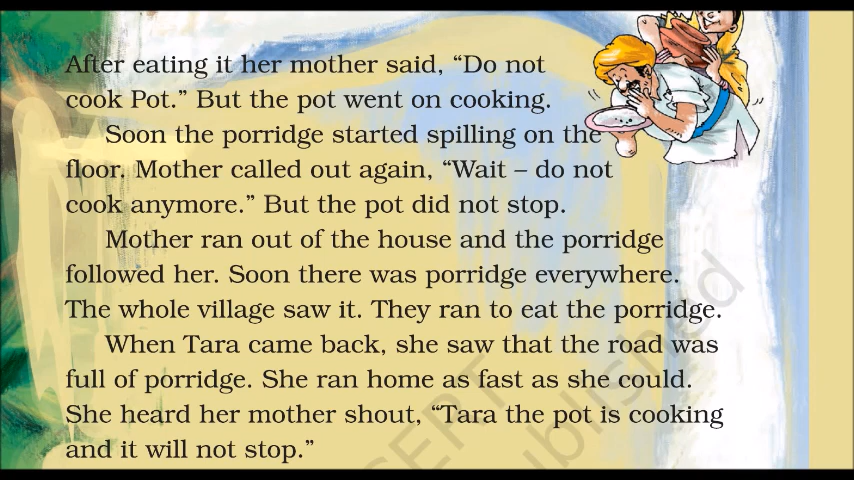 After eating it her mother said, “Do not
cook Pot.” But the pot went on cooking.
Soon the porridge started spilling on the
floor. Mother called out again, “Wait – do not
cook anymore.” But the pot did not stop.
Mother ran out of the house and the porridge
followed her. Soon there was porridge everywhere.
The whole village saw it. They ran to eat the porridge.
When Tara came back, she saw that the road was
full of porridge. She ran home as fast as she could.
She heard her mother shout, “Tara the pot is cooking
and it will not stop.”